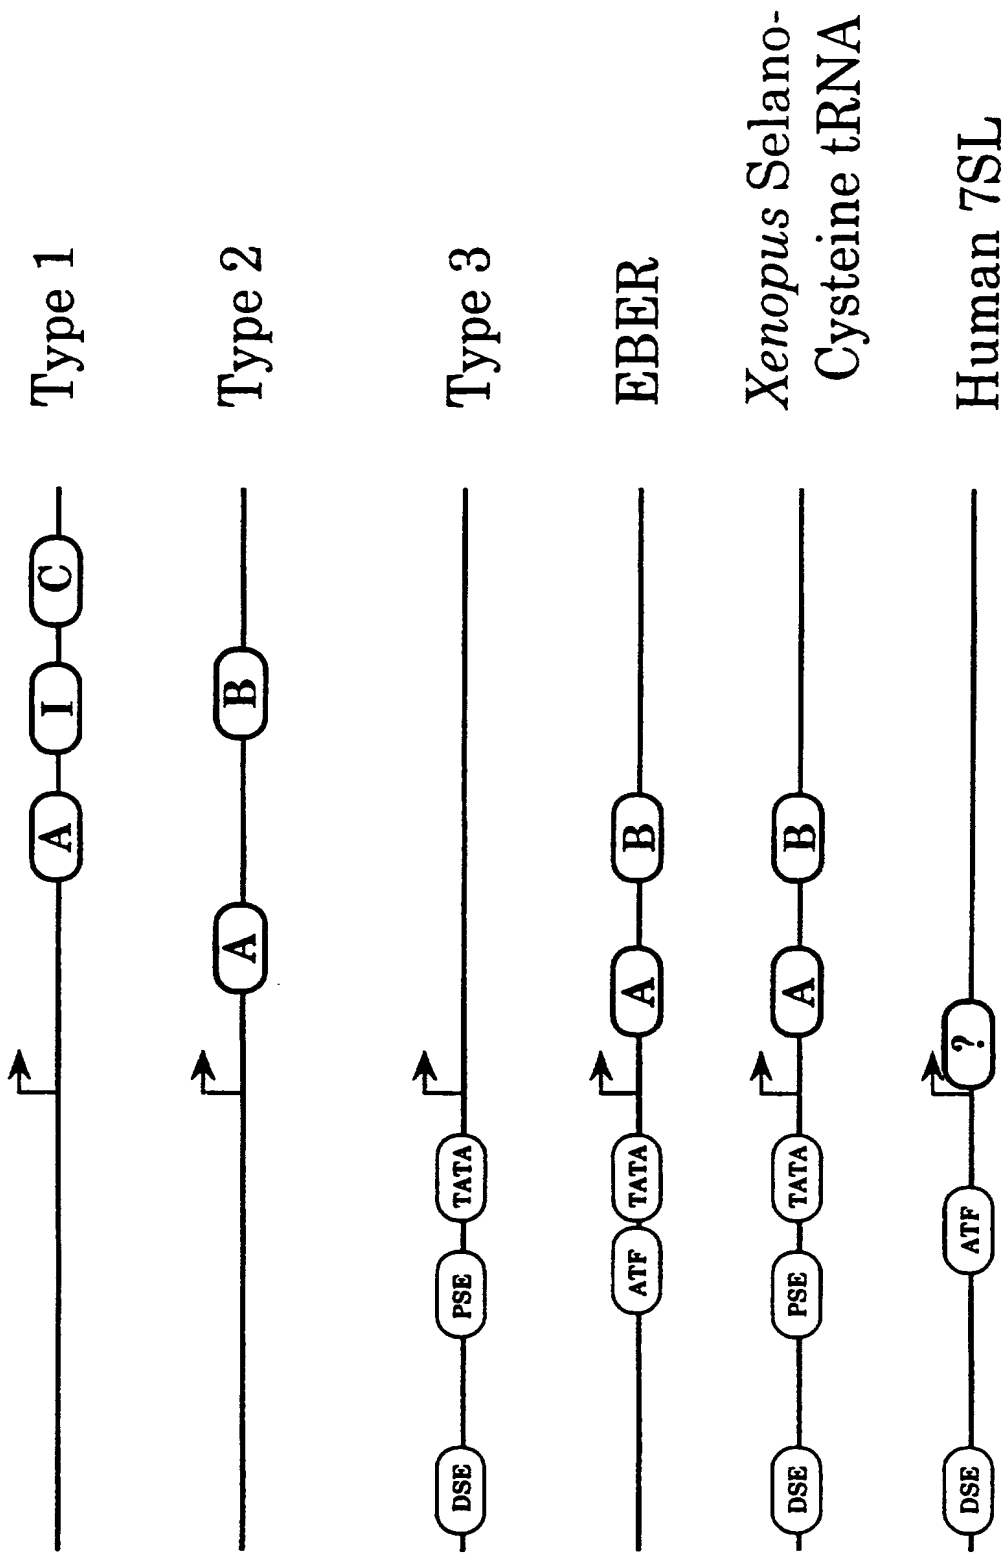 A I C Type 1
A B Type 2
DSE PSE TATA Type 3
ATF TATA A B EBER
DSE PSE TATA A B Xenopus Selano-
Cysteine tRNA
DSE ATF ? Human 7SL